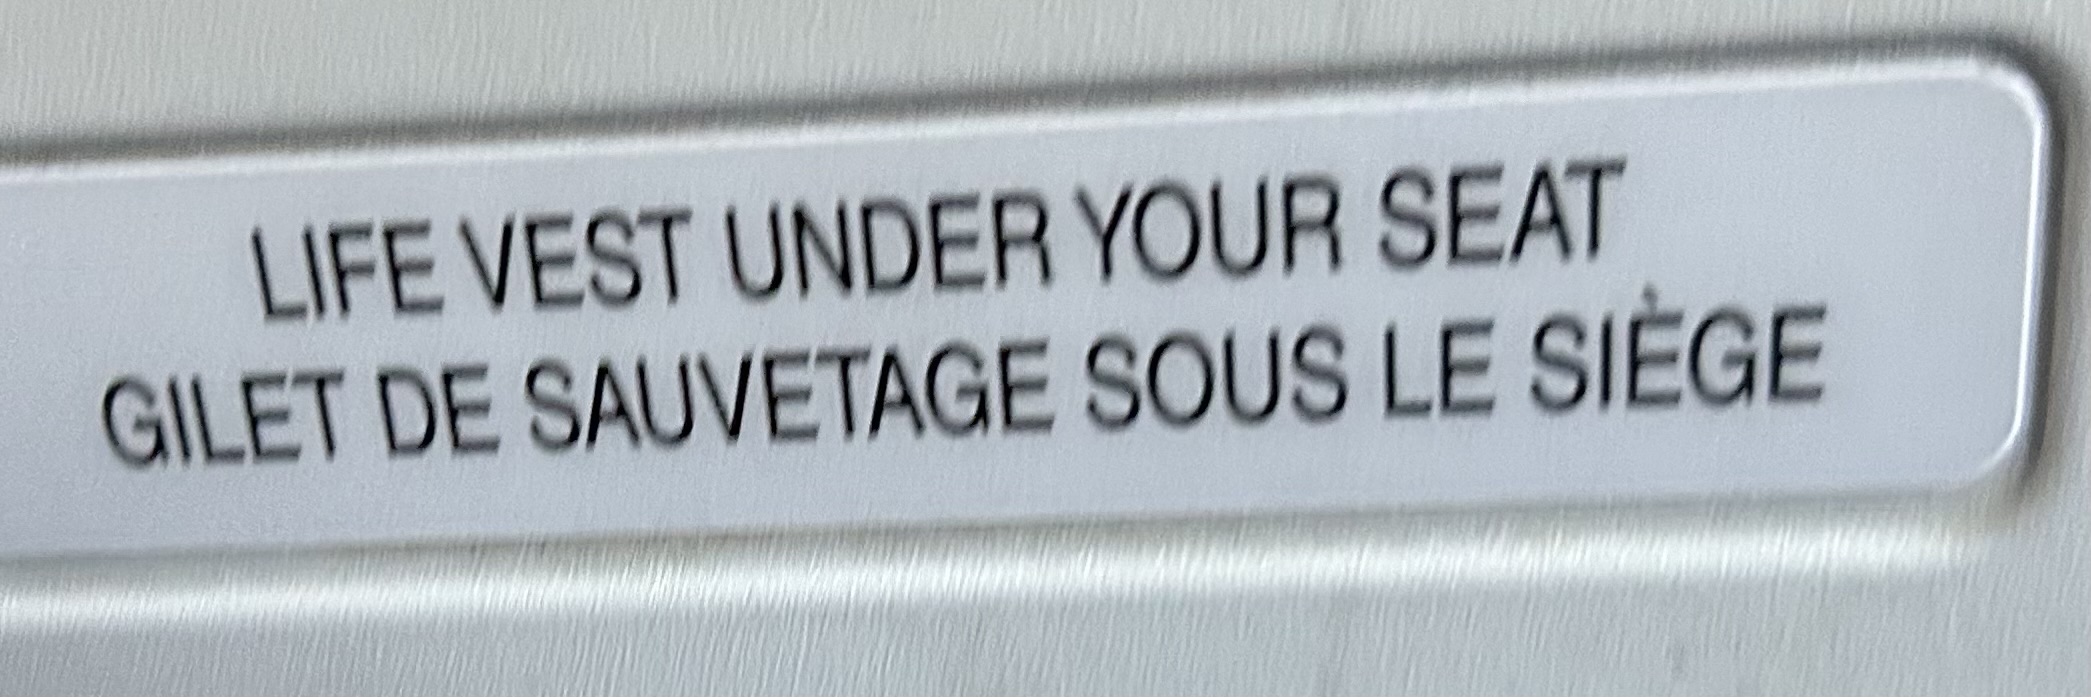 LIFE VEST UNDER YOUR SEAT
GILET DE SAUVETAGE SOUS LE SIÈGE